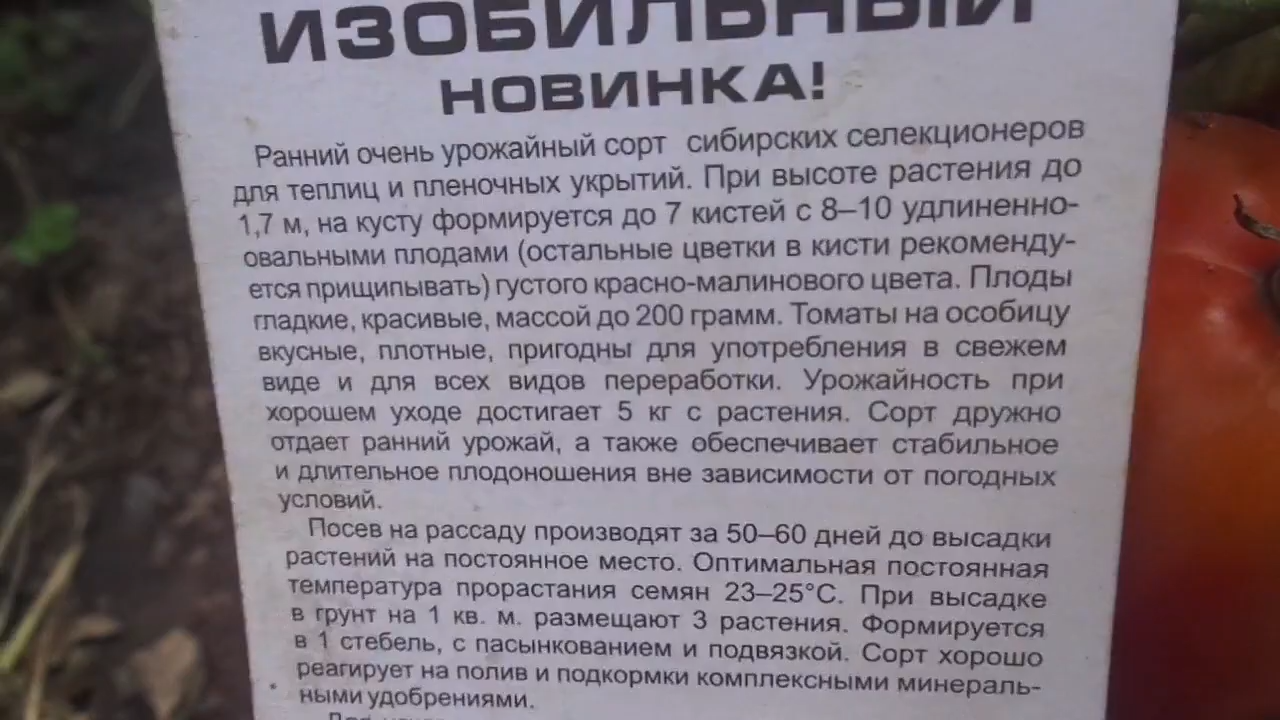 ИЗОБИЛЬНЫЙ
НОВИНКА!
Ранний очень урожайный сорт сибирских селекционеров
для теплиц и пленочных укрытий. При высоте растения до
1,7 м, на кусту формируется до 7 кистей с 8–10 удлиненно-
овальными плодами (остальные цветки в кисти рекоменду-
ется прищипывать) густого красно-малинового цвета. Плоды
гладкие, красивые, массой до 200 грамм. Томаты на особицу
вкусные, плотные, пригодны для употребления в свежем
виде и для всех видов переработки. Урожайность при
хорошем уходе достигает 5 кг с растения. Сорт дружно
отдает ранний урожай, а также обеспечивает стабильное
и длительное плодоношения вне зависимости от погодных
условий.
Посев на рассаду производят за 50–60 дней до высадки
растений на постоянное место. Оптимальная постоянная
температура прорастания семян 23–25°С. При высадке
в грунт на 1 кв. м. размещают 3 растения. Формируется
в 1 стебель, с пасынкованием и подвязкой. Сорт хорошо
реагирует на полив и подкормки комплексными минераль-
ными удобрениями.